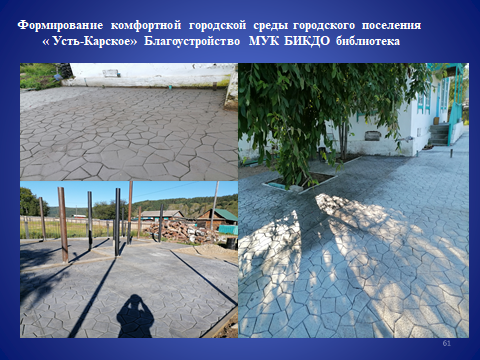 Формирование комфортной городской среды городского поселения
« Усть-Карское» Благоустройство МУК БИКДО библиотека
61